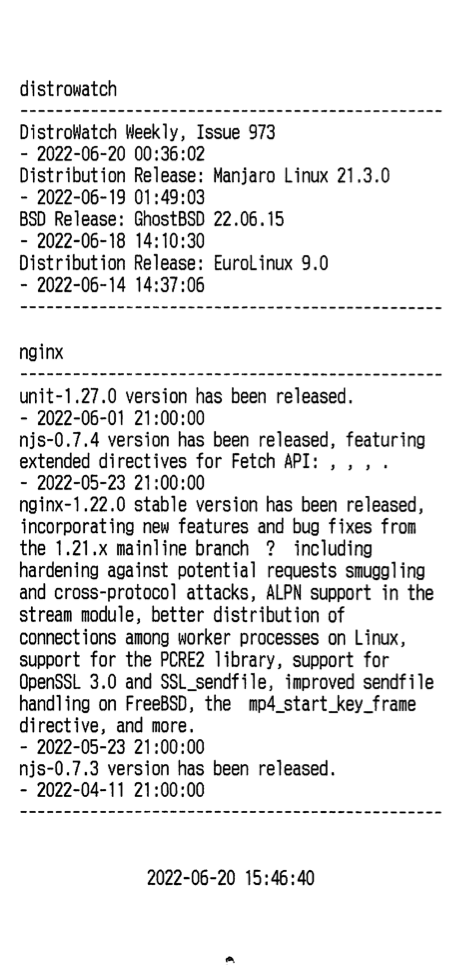 distrowatch
------------------------------------------------
DistroWatch Weekly, Issue 973
- 2022-06-20 00:36:02
Distribution Release: Manjaro Linux 21.3.0
- 2022-06-19 01:49:03
BSD Release: GhostBSD 22.06.15
- 2022-06-18 14:10:30
Distribution Release: EuroLinux 9.0
- 2022-06-14 14:37:06
------------------------------------------------
nginx
------------------------------------------------
unit-1.27.0 version has been released.
- 2022-06-01 21:00:00
njs-0.7.4 version has been released, featuring
extended directives for Fetch API: , , , .
- 2022-05-23 21:00:00
nginx-1.22.0 stable version has been released,
incorporating new features and bug fixes from
the 1.21.x mainline branch  ?  including
hardening against potential requests smuggling
and cross-protocol attacks, ALPN support in the
stream module, better distribution of
connections among worker processes on Linux,
support for the PCRE2 library, support for
OpenSSL 3.0 and SSL_sendfile, improved sendfile
handling on FreeBSD, the  mp4_start_key_frame
directive, and more.
- 2022-05-23 21:00:00
njs-0.7.3 version has been released.
- 2022-04-11 21:00:00
------------------------------------------------
2022-06-20 15:46:40